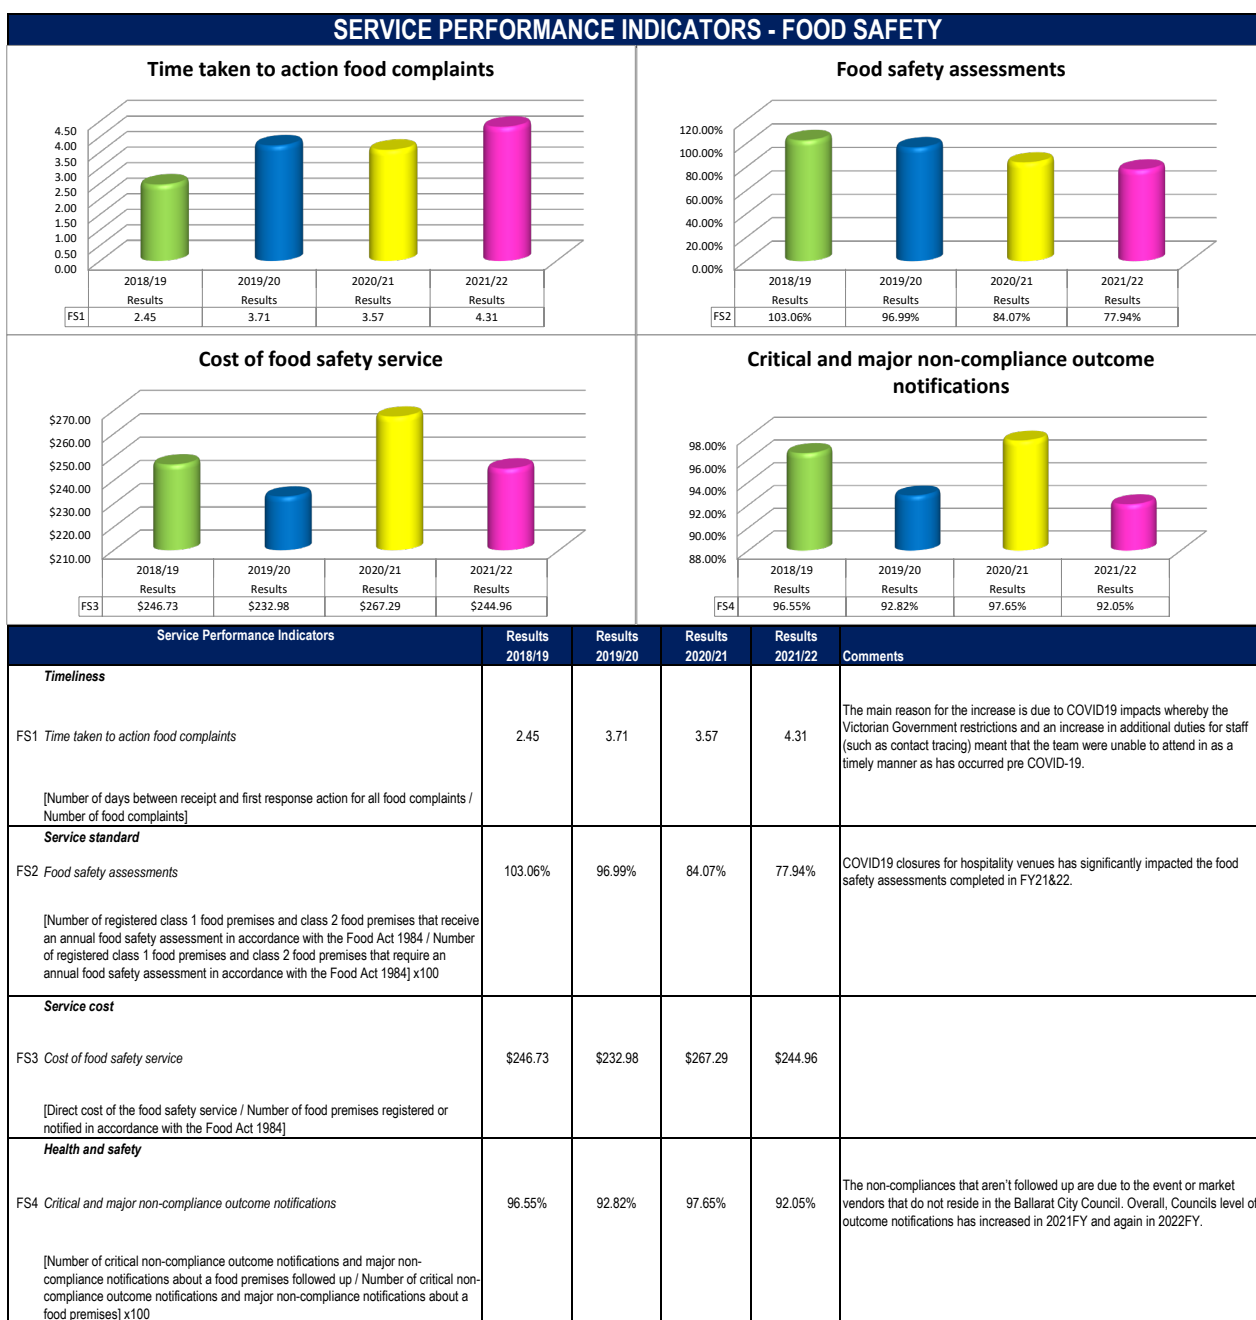 SERVICE PERFORMANCE INDICATORS - FOOD SAFETY
Time taken to action food complaints
4.50
4.00
3.50
3.00
2.50
2.00
1.50
1.00
0.50
0.00
2018/19 2019/20 2020/21 2021/22
Results Results Results Results
FS1 2.45 3.71 3.57 4.31
Food safety assessments
120.00%
100.00%
80.00%
60.00%
40.00%
20.00%
0.00%
2018/19 2019/20 2020/21 2021/22
Results Results Results Results
FS2 103.06% 96.99% 84.07% 77.94%
Cost of food safety service
$270.00
$260.00
$250.00
$240.00
$230.00
$220.00
$210.00
2018/19 2019/20 2020/21 2021/22
Results Results Results Results
FS3 $246.73 $232.98 $267.29 $244.96
Critical and major non-compliance outcome
notifications
98.00%
96.00%
94.00%
92.00%
90.00%
88.00%
2018/19 2019/20 2020/21 2021/22
Results Results Results Results
FS4 96.55% 92.82% 97.65% 92.05%
Service Performance Indicators Results Results Results Results
2018/19 2019/20 2020/21 2021/22 Comments
Timeliness
FS1 Time taken to action food complaints 2.45 3.71 3.57 4.31
The main reason for the increase is due to COVID19 impacts whereby the
Victorian Government restrictions and an increase in additional duties for staff
(such as contact tracing) meant that the team were unable to attend in as a
timely manner as has occurred pre COVID-19.
[Number of days between receipt and first response action for all food complaints /
Number of food complaints]
Service standard
FS2 Food safety assessments 103.06% 96.99% 84.07% 77.94%
COVID19 closures for hospitality venues has significantly impacted the food
safety assessments completed in FY21&22.
[Number of registered class 1 food premises and class 2 food premises that receive
an annual food safety assessment in accordance with the Food Act 1984 / Number
of registered class 1 food premises and class 2 food premises that require an
annual food safety assessment in accordance with the Food Act 1984] x100
Service cost
FS3 Cost of food safety service $246.73 $232.98 $267.29 $244.96
[Direct cost of the food safety service / Number of food premises registered or
notified in accordance with the Food Act 1984]
Health and safety
FS4 Critical and major non-compliance outcome notifications 96.55% 92.82% 97.65% 92.05%
The non-compliances that aren't followed up are due to the event or market
vendors that do not reside in the Ballarat City Council. Overall, Councils level of
outcome notifications has increased in 2021FY and again in 2022FY.
[Number of critical non-compliance outcome notifications and major non-
compliance notifications about a food premises followed up / Number of critical non-
compliance outcome notifications and major non-compliance notifications about a
food premises] x100